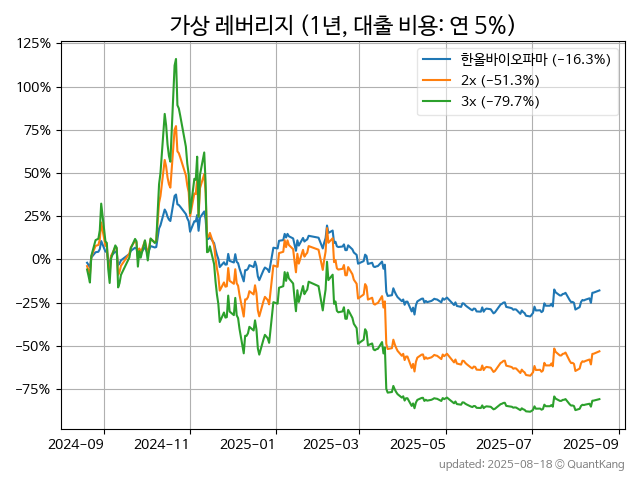 가상 레버리지 (1년, 대출 비용: 연 5%)
한올바이오파마 (−16.3%)
2x (−51.3%)
3x (−79.7%)
125%
100%
75%
50%
25%
0%
−25%
−50%
−75%
2024-09 2024-11 2025-01 2025-03 2025-05 2025-07 2025-09
updated: 2025-08-18 © QuantKang